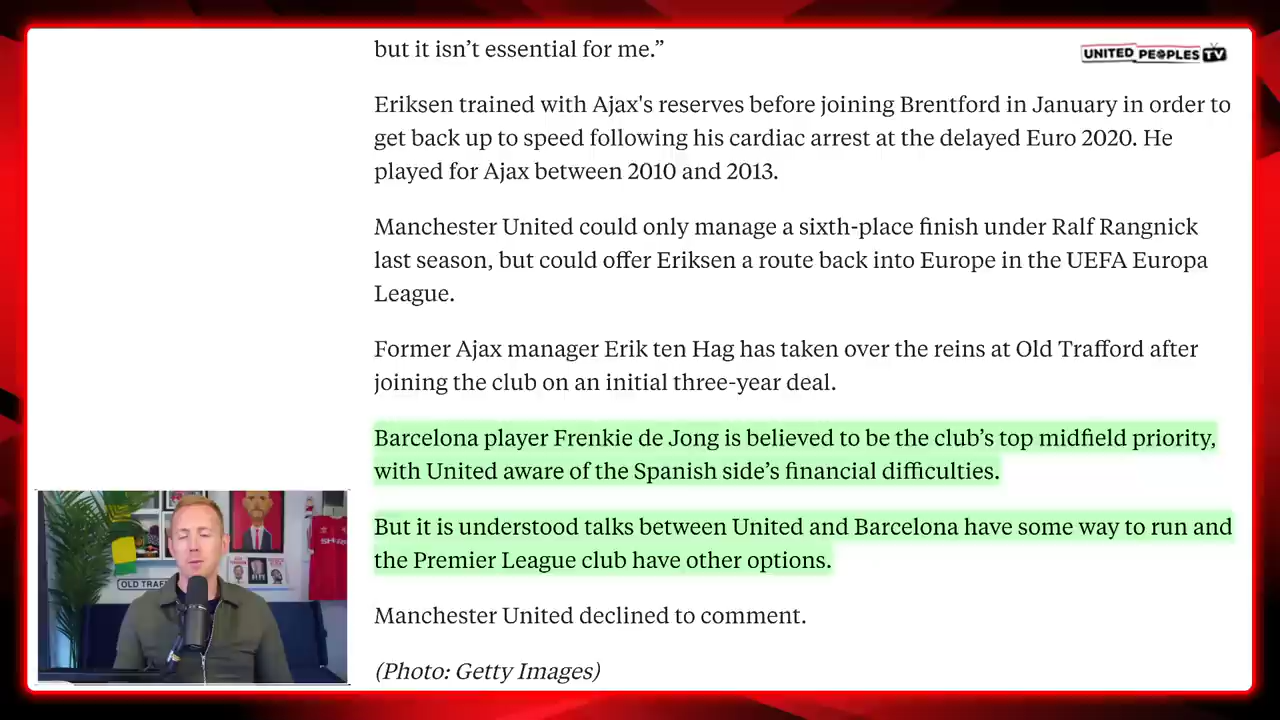 but it isn’t essential for me.”
UNITED PEOPLES TV
Eriksen trained with Ajax's reserves before joining Brentford in January in order to
get back up to speed following his cardiac arrest at the delayed Euro 2020. He
played for Ajax between 2010 and 2013.
Manchester United could only manage a sixth-place finish under Ralf Rangnick
last season, but could offer Eriksen a route back into Europe in the UEFA Europa
League.
Former Ajax manager Erik ten Hag has taken over the reins at Old Trafford after
joining the club on an initial three-year deal.
Barcelona player Frenkie de Jong is believed to be the club’s top midfield priority,
with United aware of the Spanish side’s financial difficulties.
But it is understood talks between United and Barcelona have some way to run and
the Premier League club have other options.
Manchester United declined to comment.
(Photo: Getty Images)
OLD TRAF
SHAR